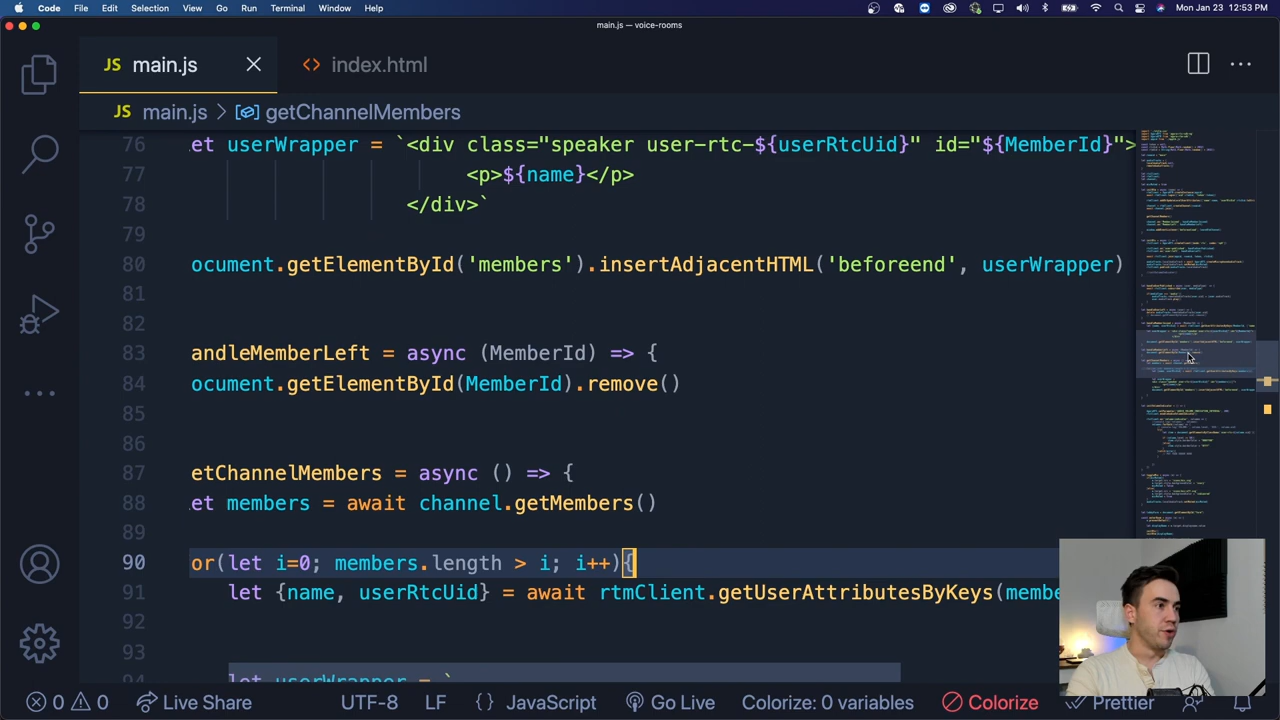 Code File Edit Selection View Go Run Terminal Window Help Mon Jan 23 12:53 PM
main.js — voice-rooms
JS main.js index.html
JS main.js > getChannelMembers
76 et userWrapper = `<div class="speaker user-rtc-${userRtcUid}" id="${MemberId}">
77 <p>${name}</p>
78 </div>`
79
80 ocument.getElementById('members').insertAdjacentHTML('beforeend', userWrapper)
81
82
83 andleMemberLeft = async (MemberId) => {
84 ocument.getElementById(MemberId).remove()
85
86
87 etChannelMembers = async () => {
88 et members = await channel.getMembers()
89
90 or(let i=0; members.length > i; i++){
91 let {name, userRtcUid} = await rtmClient.getUserAttributesByKeys(membe
92
93
94 let userWrapper = `
0 0 Live Share UTF-8 LF {} JavaScript Go Live Colorize: 0 variables Colorize Prettier